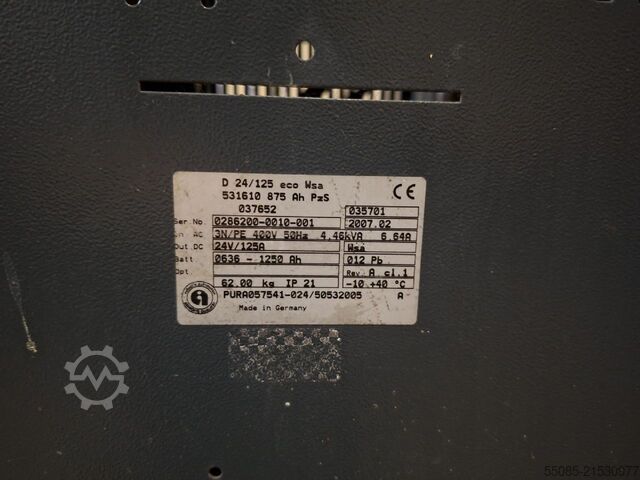 D 24/125 eco Wsa
531610 875 Ah PzS
037652 035701
Ser.No. 0286200-0010-001 2007.02
In AC 3N/PE 400V 50Hz 4.46kVA 6.64A
Out.DC 24V/125A Wsa
Batt. 0636 - 1250 Ah 012 Pb
Opt. Rev. A cl.1
62.00 kg IP 21 -10 +40 °C
PURA057541-024/50532005 A
Made in Germany
CE
55085-21530977